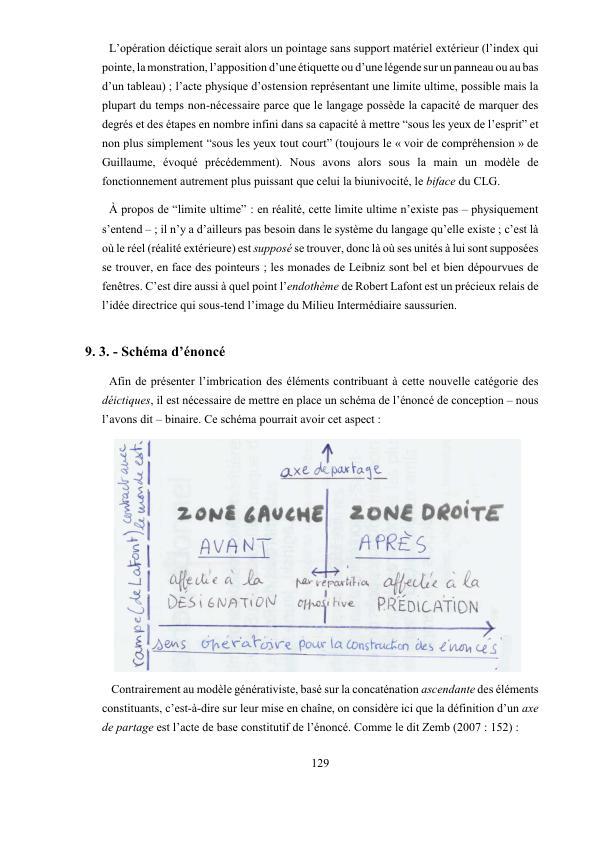 L’opération déictique serait alors un pointage sans support matériel extérieur (l’index qui
pointe, la monstration, l’apposition d’une étiquette ou d’une légende sur un panneau ou au bas
d’un tableau) ; l’acte physique d’ostension représentant une limite ultime, possible mais la
plupart du temps non-nécessaire parce que le langage possède la capacité de marquer des
degrés et des étapes en nombre infini dans sa capacité à mettre “sous les yeux de l’esprit” et
non plus simplement “sous les yeux tout court” (toujours le « voir de compréhension » de
Guillaume, évoqué précédemment). Nous avons alors sous la main un modèle de
fonctionnement autrement plus puissant que celui la biunivocité, le biface du CLG.
À propos de “limite ultime” : en réalité, cette limite ultime n’existe pas – physiquement
s’entend – ; il n’y a d’ailleurs pas besoin dans le système du langage qu’elle existe ; c’est là
où le réel (réalité extérieure) est supposé se trouver, donc là où ses unités à lui sont supposées
se trouver, en face des pointeurs ; les monades de Leibniz sont bel et bien dépourvues de
fenêtres. C’est dire aussi à quel point l’endothème de Robert Lafont est un précieux relais de
l’idée directrice qui sous-tend l’image du Milieu Intermédiaire saussurien.
9. 3. - Schéma d’énoncé
Afin de présenter l’imbrication des éléments contribuant à cette nouvelle catégorie des
déictiques, il est nécessaire de mettre en place un schéma de l’énoncé de conception – nous
l’avons dit – binaire. Ce schéma pourrait avoir cet aspect :
rampe (de Lafont) contact avec
le monde ext.
axe de partage
ZONE GAUCHE ZONE DROITE
AVANT APRÈS
affectée à la par répartition affectée à la
DÉSIGNATION oppositive PRÉDICATION
sens opératoire pour la construction des énoncés
Contrairement au modèle générativiste, basé sur la concaténation ascendante des éléments
constituants, c’est-à-dire sur leur mise en chaîne, on considère ici que la définition d’un axe
de partage est l’acte de base constitutif de l’énoncé. Comme le dit Zemb (2007 : 152) :
129